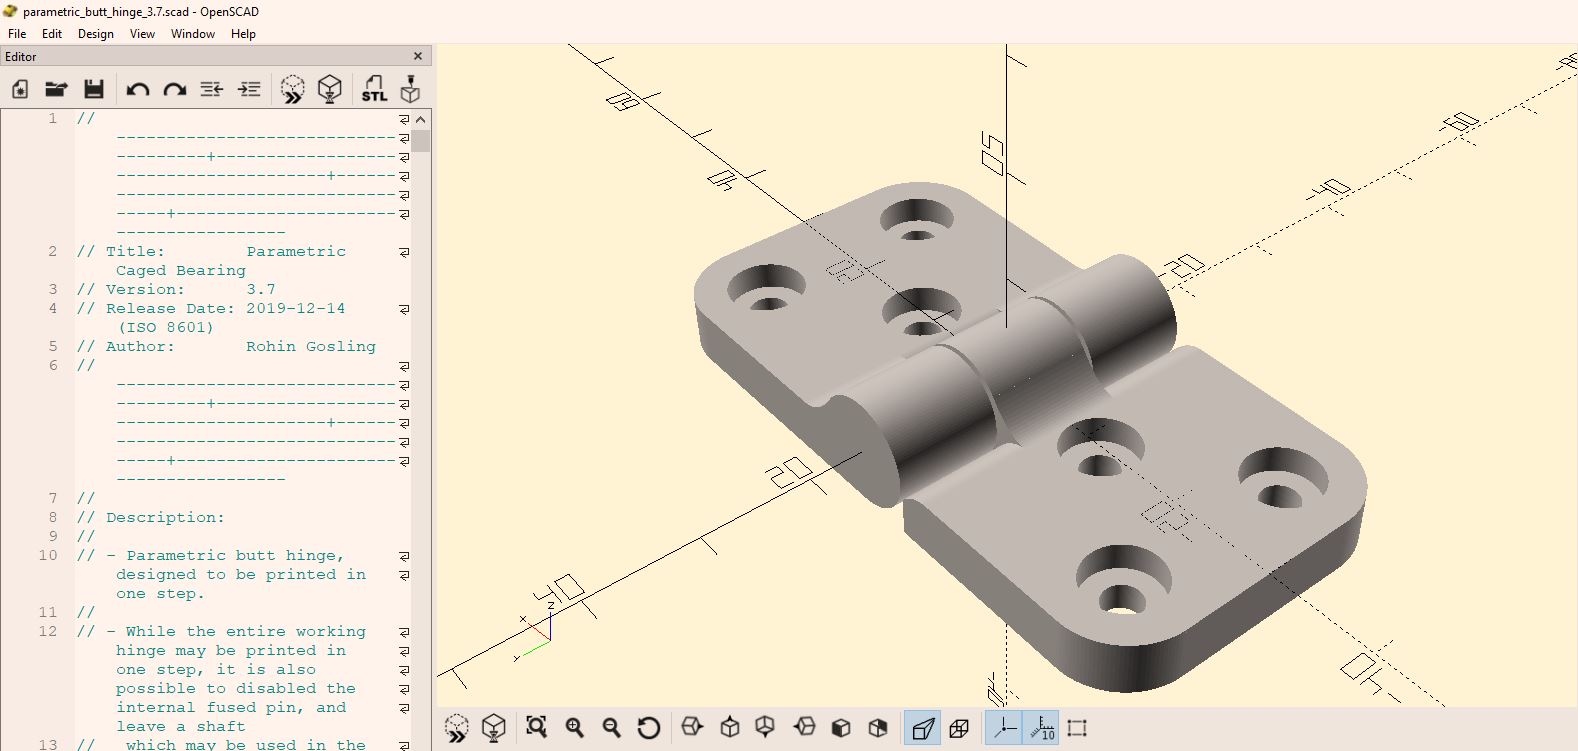 parametric_butt_hinge_3.7.scad - OpenSCAD
File Edit Design View Window Help
Editor
STL
1 //
----------------------------
---------+------------------
---------------------+------
----------------------------
-----+----------------------
-----------------
2 // Title: Parametric
Caged Bearing
3 // Version: 3.7
4 // Release Date: 2019-12-14
(ISO 8601)
5 // Author: Rohin Gosling
6 //
----------------------------
---------+------------------
---------------------+------
----------------------------
-----+----------------------
-----------------
7 //
8 // Description:
9 //
10 // - Parametric butt hinge,
designed to be printed in
one step.
11 //
12 // - While the entire working
hinge may be printed in
one step, it is also
possible to disabled the
internal fused pin, and
leave a shaft
13 // which may be used in the
50
-60
-40
-20
20
40
20
40
-20
-40
z
x
y
10